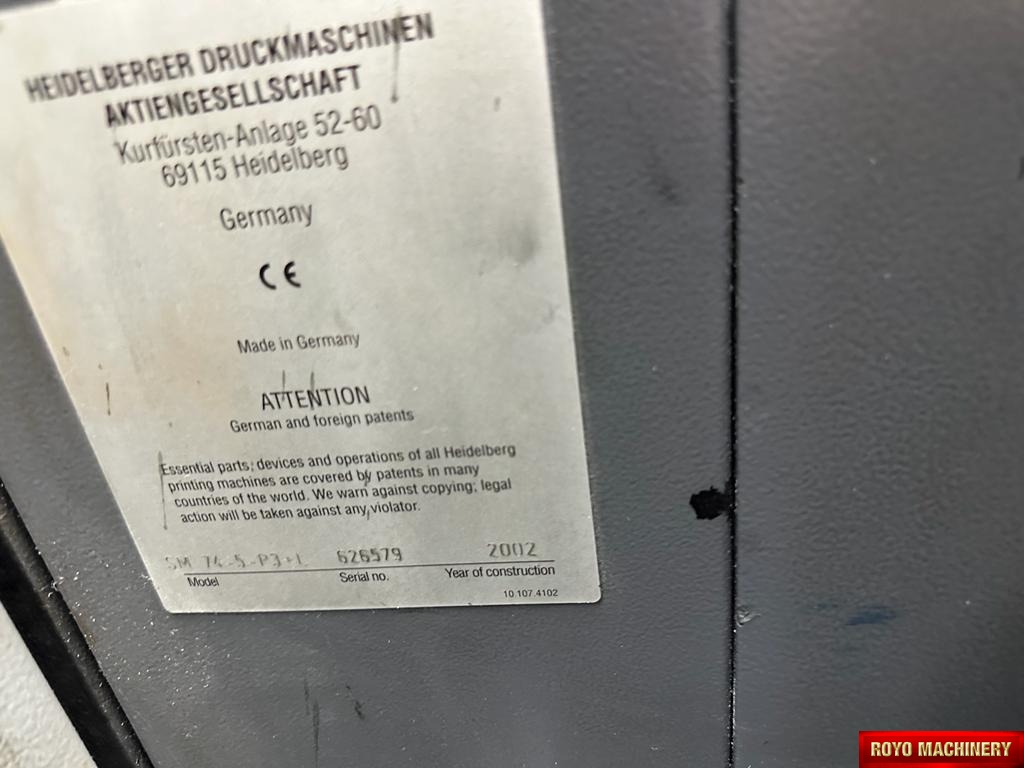 HEIDELBERGER DRUCKMASCHINEN
AKTIENGESELLSCHAFT
Kurfürsten-Anlage 52-60
69115 Heidelberg
Germany
CE
Made in Germany
ATTENTION
German and foreign patents
Essential parts, devices and operations of all Heidelberg
printing machines are covered by patents in many
countries of the world. We warn against copying; legal
action will be taken against any violator.
SM 74-5-P3+L 626579 2002
Model Serial no. Year of construction
10.107.4102
ROYO MACHINERY